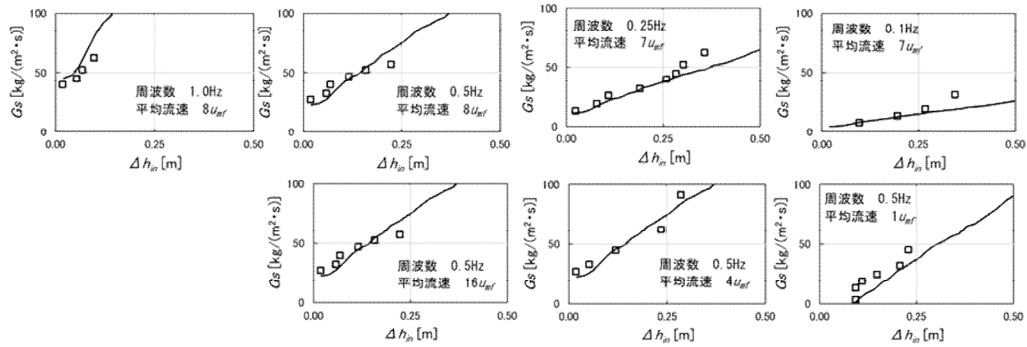 100
50
0
0.00 0.25 0.50
Gs [kg/(m²・s)]
Δhin [m]
周波数 1.0Hz
平均流速 8umf
100
50
0
0.00 0.25 0.50
Gs [kg/(m²・s)]
Δhin [m]
周波数 0.5Hz
平均流速 8umf
100
50
0
0.00 0.25 0.50
Gs [kg/(m²・s)]
Δhin [m]
周波数 0.25Hz
平均流速 7umf
100
50
0
0.00 0.25 0.50
Gs [kg/(m²・s)]
Δhin [m]
周波数 0.1Hz
平均流速 7umf
100
50
0
0.00 0.25 0.50
Gs [kg/(m²・s)]
Δhin [m]
周波数 0.5Hz
平均流速 16umf
100
50
0
0.00 0.25 0.50
Gs [kg/(m²・s)]
Δhin [m]
周波数 0.5Hz
平均流速 4umf
100
50
0
0.00 0.25 0.50
Gs [kg/(m²・s)]
Δhin [m]
周波数 0.5Hz
平均流速 1umf